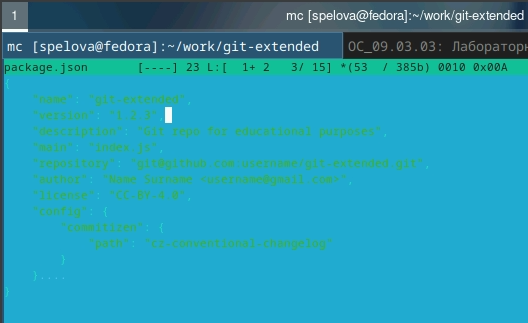 1 mc [spelova@fedora]:~/work/git-extended
mc [spelova@fedora]:~/work/git-extended ОС_09.03.03: Лаборатор
package.json [----] 23 L:[ 1+ 2 3/ 15] *(53 / 385b) 0010 0x00A
{
"name": "git-extended",
"version": "1.2.3",
"description": "Git repo for educational purposes",
"main": "index.js",
"repository": "git@github.com:username/git-extended.git",
"author": "Name Surname <username@gmail.com>",
"license": "CC-BY-4.0",
"config": {
"commitizen": {
"path": "cz-conventional-changelog"
}
}....
}